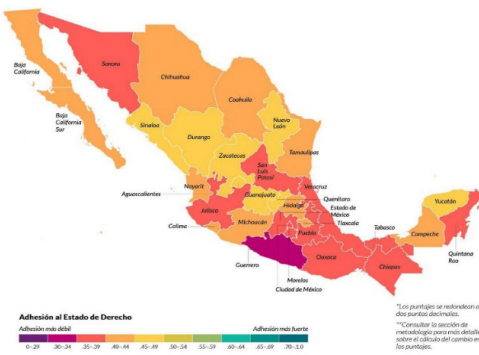 Baja
California
Sonora
Chihuahua
Coahuila
Baja
California
Sur
Sinaloa
Durango
Nuevo
León
Tamaulipas
Zacatecas
San
Luis
Potosí
Nayarit
Aguascalientes
Guanajuato
Veracruz
Querétaro
Estado de
México
Hidalgo
Tlaxcala
Yucatán
Jalisco
Colima
Michoacán
Puebla
Tabasco
Campeche
Quintana
Roo
Guerrero
Oaxaca
Chiapas
Morelos
Ciudad de México
*Los puntajes se redondean a
dos puntos decimales.
**Consultar la sección de
metodología para más detalle
sobre el cálculo del cambio e
los puntajes.
Adhesión al Estado de Derecho
Adhesión más débil Adhesión más fuerte
0-.29 .30-.34 .35-.39 .40-.44 .45-.49 .50-.54 .55-.59 .60-.64 .65-.69 .70-1.0